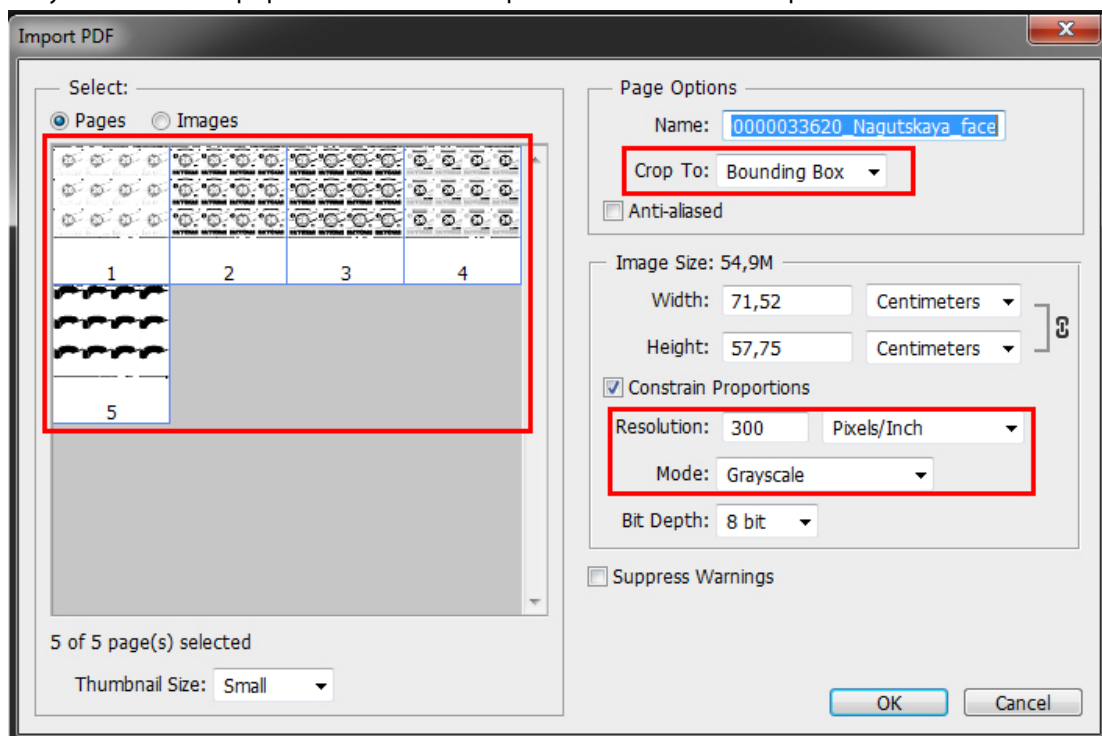 Import PDF
Select:
Pages
Images
1
2
3
4
5
5 of 5 page(s) selected
Thumbnail Size: Small
Page Options
Name: 0000033620_Nagutskaya_face
Crop To: Bounding Box
Anti-aliased
Image Size: 54,9M
Width: 71,52 Centimeters
Height: 57,75 Centimeters
Constrain Proportions
Resolution: 300 Pixels/Inch
Mode: Grayscale
Bit Depth: 8 bit
Suppress Warnings
OK
Cancel